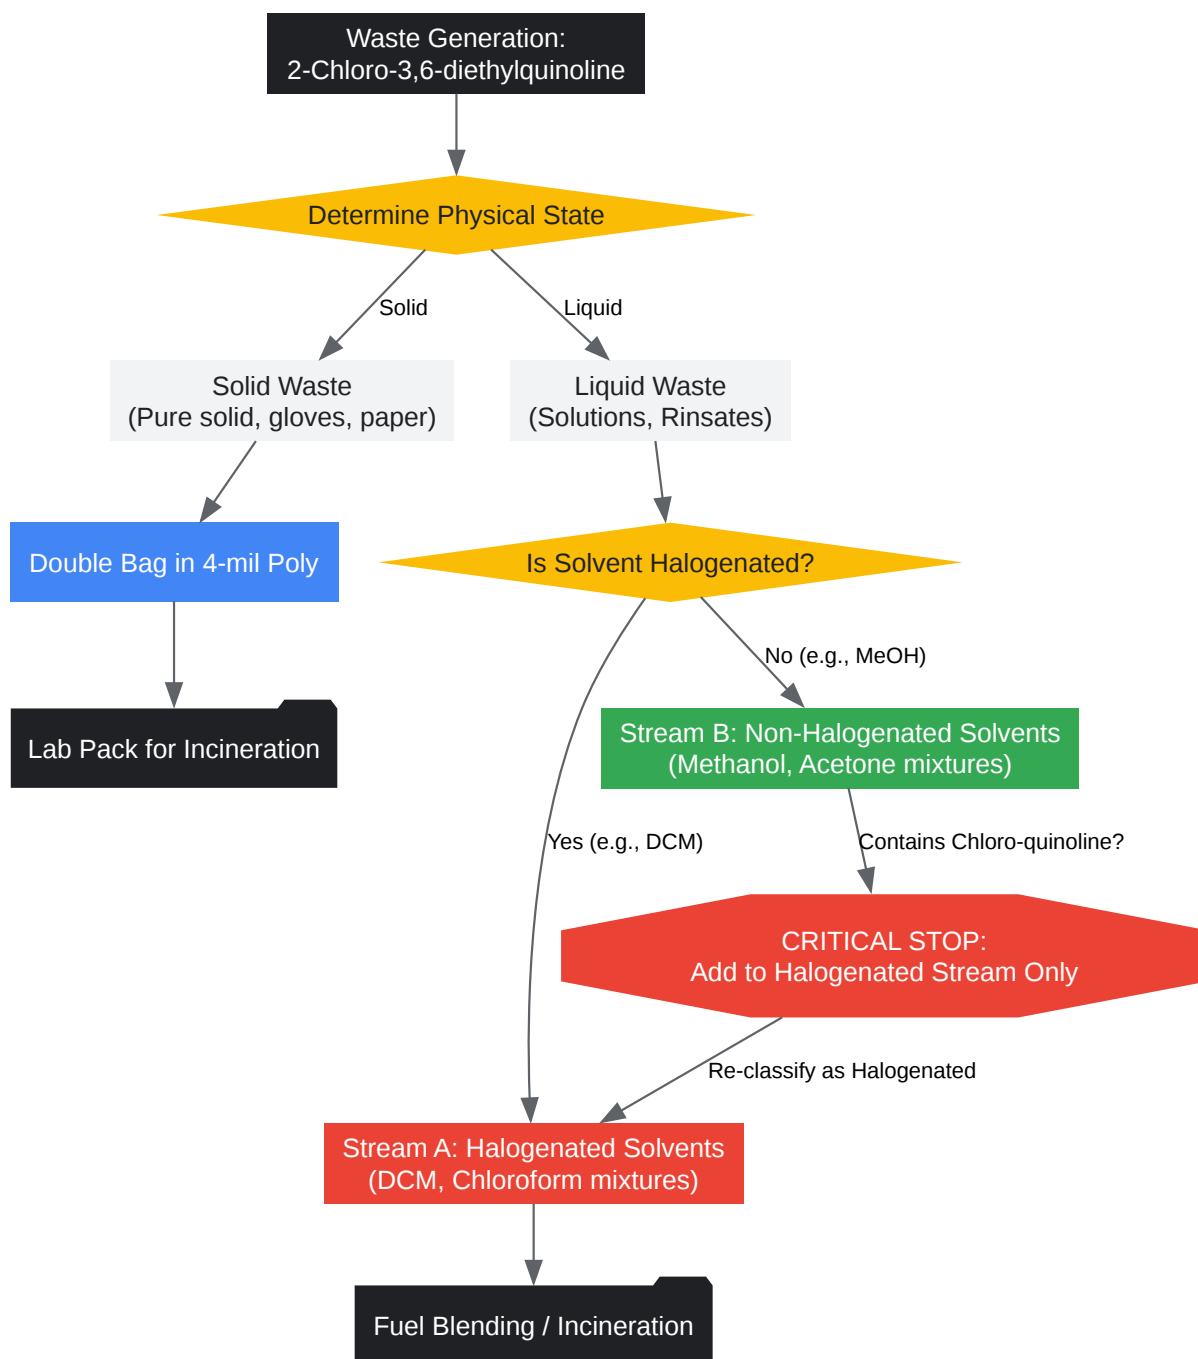 Waste Generation:
2-Chloro-3,6-diethylquinoline
Determine Physical State
Solid
Liquid
Solid Waste
(Pure solid, gloves, paper)
Liquid Waste
(Solutions, Rinsates)
Double Bag in 4-mil Poly
Is Solvent Halogenated?
No (e.g., MeOH)
Lab Pack for Incineration
Stream B: Non-Halogenated Solvents
(Methanol, Acetone mixtures)
Yes (e.g., DCM)
Contains Chloro-quinoline?
CRITICAL STOP:
Add to Halogenated Stream Only
Re-classify as Halogenated
Stream A: Halogenated Solvents
(DCM, Chloroform mixtures)
Fuel Blending / Incineration